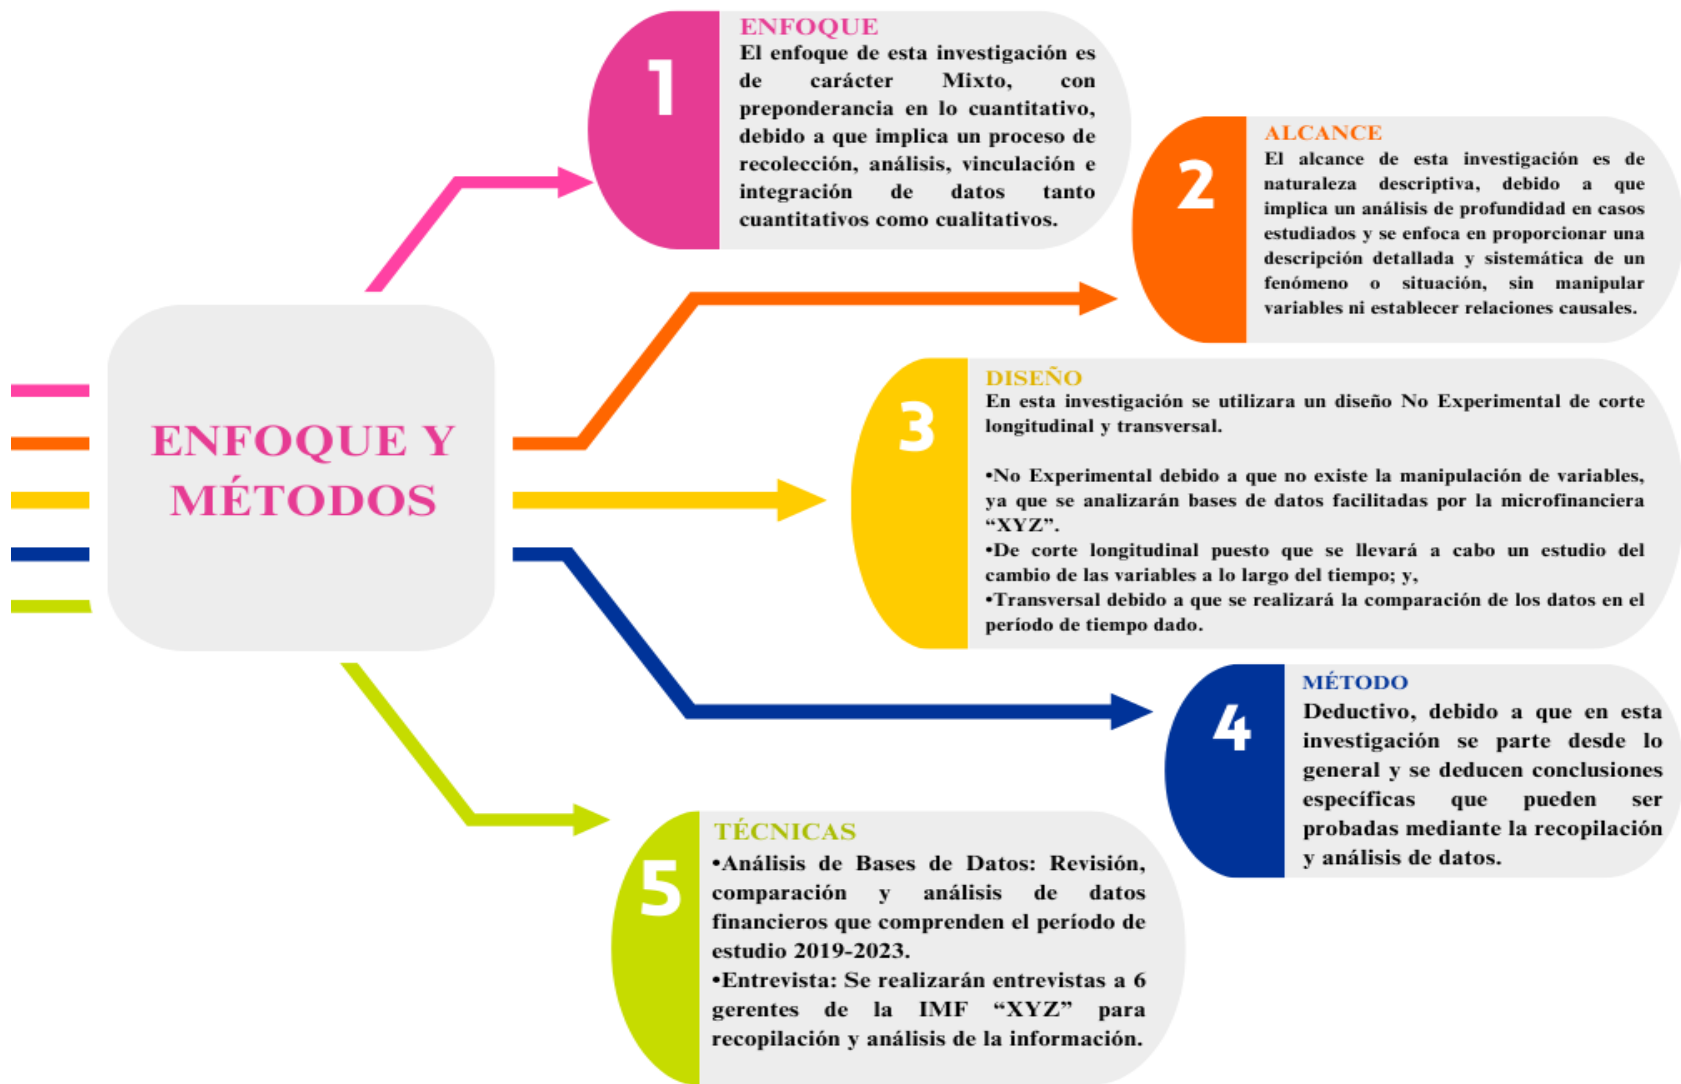 ENFOQUE Y
MÉTODOS
1
ENFOQUE
El enfoque de esta investigación es
de carácter Mixto, con
preponderancia en lo cuantitativo,
debido a que implica un proceso de
recolección, análisis, vinculación e
integración de datos tanto
cuantitativos como cualitativos.
2
ALCANCE
El alcance de esta investigación es de
naturaleza descriptiva, debido a que
implica un análisis de profundidad en casos
estudiados y se enfoca en proporcionar una
descripción detallada y sistemática de un
fenómeno o situación, sin manipular
variables ni establecer relaciones causales.
3
DISEÑO
En esta investigación se utilizara un diseño No Experimental de corte
longitudinal y transversal.
•No Experimental debido a que no existe la manipulación de variables,
ya que se analizarán bases de datos facilitadas por la microfinanciera
“XYZ”.
•De corte longitudinal puesto que se llevará a cabo un estudio del
cambio de las variables a lo largo del tiempo; y,
•Transversal debido a que se realizará la comparación de los datos en el
período de tiempo dado.
4
MÉTODO
Deductivo, debido a que en esta
investigación se parte desde lo
general y se deducen conclusiones
específicas que pueden ser
probadas mediante la recopilación
y análisis de datos.
5
TÉCNICAS
•Análisis de Bases de Datos: Revisión,
comparación y análisis de datos
financieros que comprenden el período de
estudio 2019-2023.
•Entrevista: Se realizarán entrevistas a 6
gerentes de la IMF “XYZ” para
recopilación y análisis de la información.